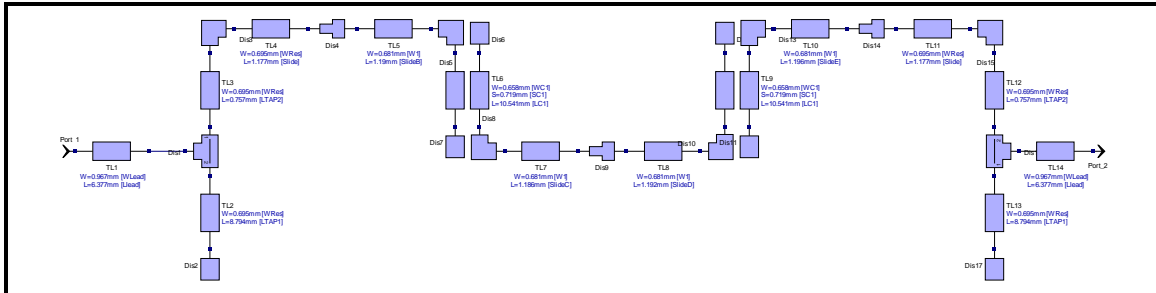 Dis3
TL4
W=0.695mm [WRes]
L=1.177mm [Slide]
Dis4
TL5
W=0.681mm [W1]
L=1.19mm [SlideB]
Dis6
Dis13
TL10
W=0.681mm [W1]
L=1.196mm [SlideE]
Dis14
TL11
W=0.695mm [WRes]
L=1.177mm [Slide]
Dis5
Dis15
TL3
W=0.695mm [WRes]
L=0.757mm [LTAP2]
TL6
W=0.658mm [WC1]
S=0.719mm [SC1]
L=10.541mm [LC1]
TL9
W=0.658mm [WC1]
S=0.719mm [SC1]
L=10.541mm [LC1]
TL12
W=0.695mm [WRes]
L=0.757mm [LTAP2]
Dis8
Port_1
Dis1
Dis7
Dis10
Dis11
Port_2
TL1
W=0.967mm [WLead]
L=6.377mm [Llead]
TL7
W=0.681mm [W1]
L=1.186mm [SlideC]
Dis9
TL8
W=0.681mm [W1]
L=1.192mm [SlideD]
TL14
W=0.967mm [WLead]
L=6.377mm [Llead]
TL2
W=0.695mm [WRes]
L=8.794mm [LTAP1]
TL13
W=0.695mm [WRes]
L=8.794mm [LTAP1]
Dis2
Dis17